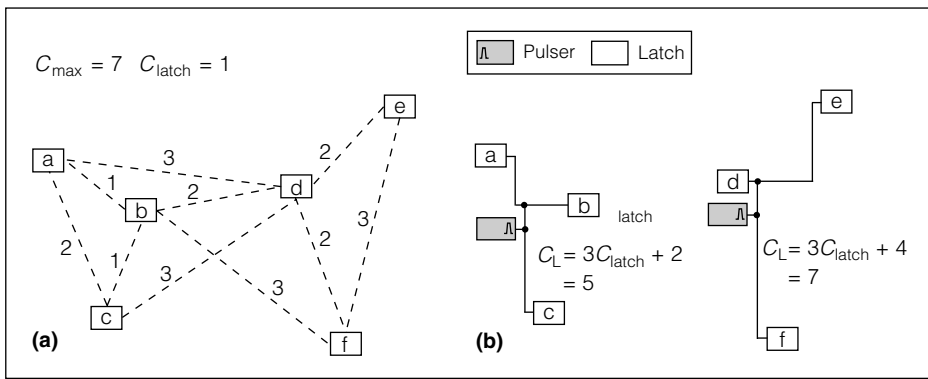 C_max = 7 C_latch = 1
a
b
c
d
e
f
3
1
2
2
2
1
3
3
2
3
(a)
Pulser Latch
a
b
latch
C_L = 3C_latch + 2
= 5
c
(b)
e
d
C_L = 3C_latch + 4
= 7
f